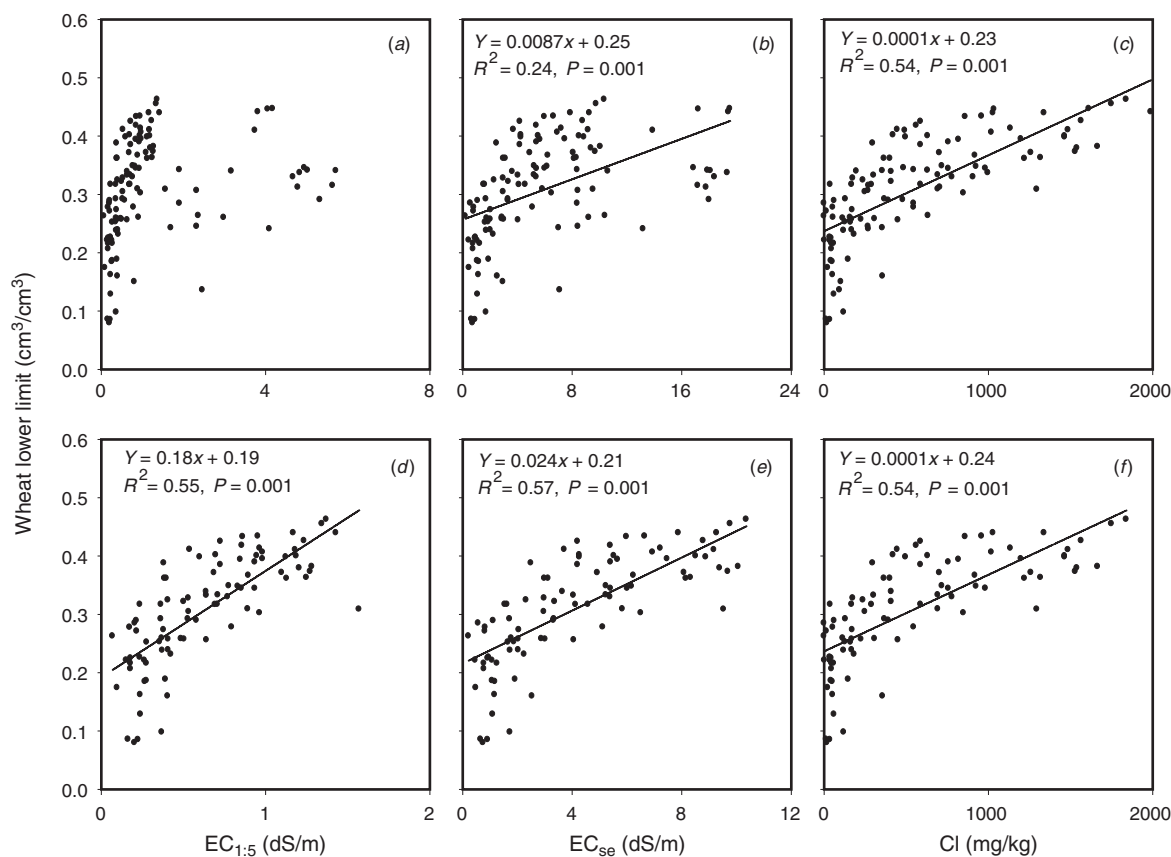 Wheat lower limit (cm³/cm³)
0.6
0.5
0.4
0.3
0.2
0.1
0.0
(a)
0 4 8
Y = 0.0087x + 0.25
R² = 0.24, P = 0.001
(b)
0 8 16 24
Y = 0.0001x + 0.23
R² = 0.54, P = 0.001
(c)
0 1000 2000
0.6
0.5
0.4
0.3
0.2
0.1
0.0
Y = 0.18x + 0.19
R² = 0.55, P = 0.001
(d)
0 1 2
EC1:5 (dS/m)
Y = 0.024x + 0.21
R² = 0.57, P = 0.001
(e)
0 4 8 12
ECse (dS/m)
Y = 0.0001x + 0.24
R² = 0.54, P = 0.001
(f)
0 1000 2000
Cl (mg/kg)